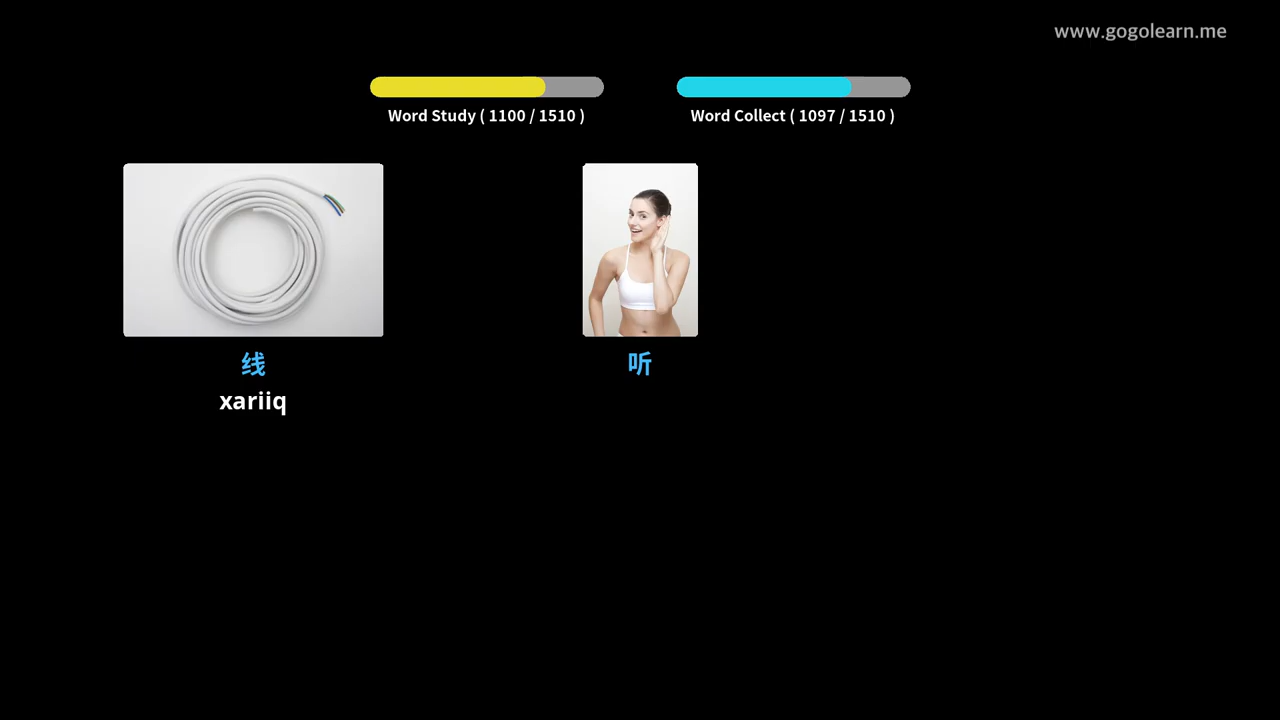 www.gogolearn.me
Word Study ( 1100 / 1510 )
Word Collect ( 1097 / 1510 )
线
xariiq
听